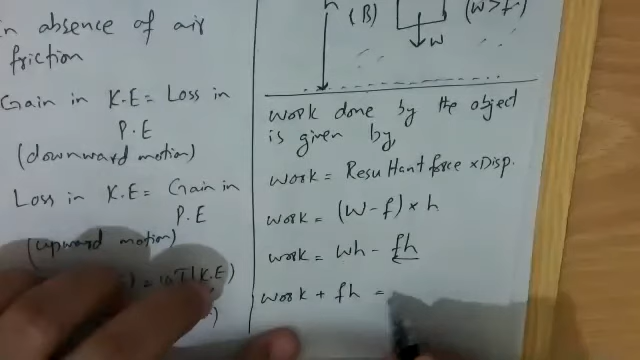 in absence of air
friction
Gain in K.E = Loss in
P.E
(downward motion)
Loss in K.E = Gain in
P.E
(upward motion)
h
(B)
(w>f)
w
work done by the object
is given by,
work = Resultant force × Disp.
work = (W - f) × h
work = Wh - fh
work + fh =